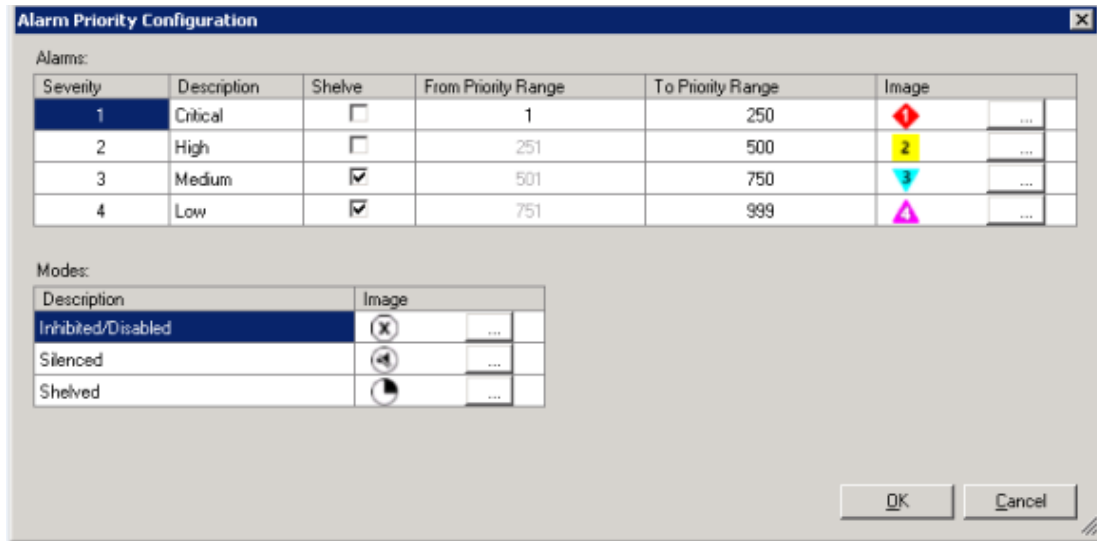 Alarm Priority Configuration
Alarms:
Severity Description Shelve From Priority Range To Priority Range Image
1 Critical 1 250 1 ...
2 High 251 500 2 ...
3 Medium 501 750 3 ...
4 Low 751 999 4 ...
Modes:
Description Image
Inhibited/Disabled X ...
Silenced ...
Shelved ...
OK Cancel